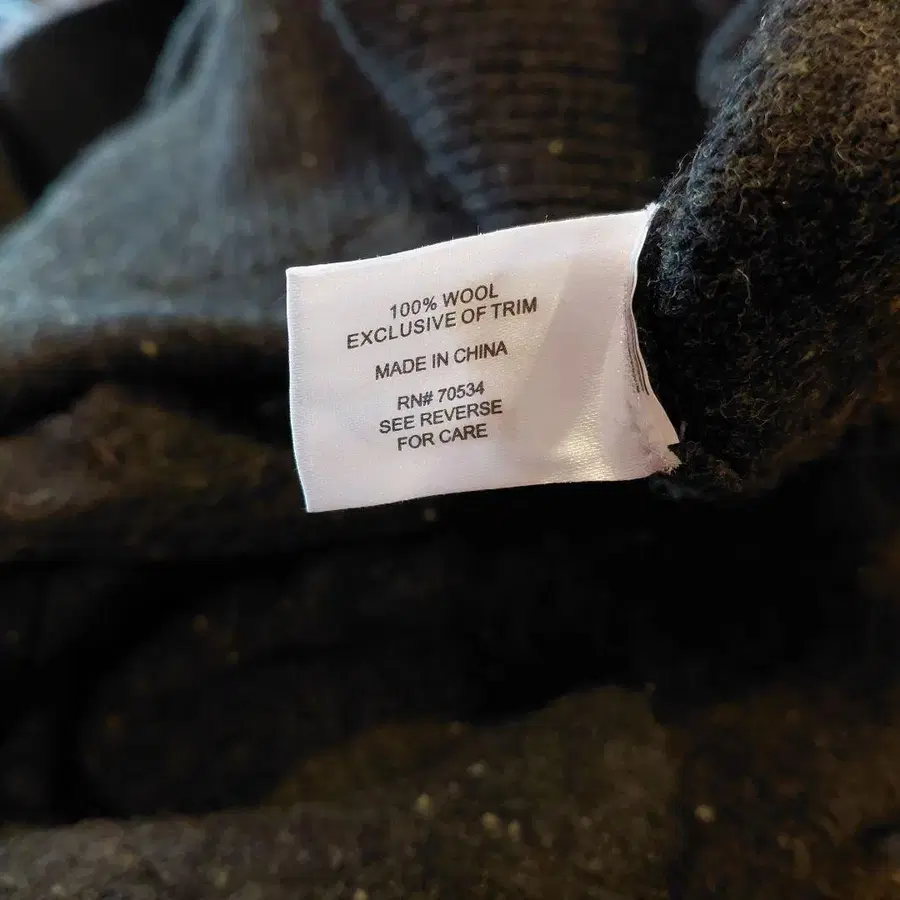 100% WOOL
EXCLUSIVE OF TRIM
MADE IN CHINA
RN# 70534
SEE REVERSE
FOR CARE